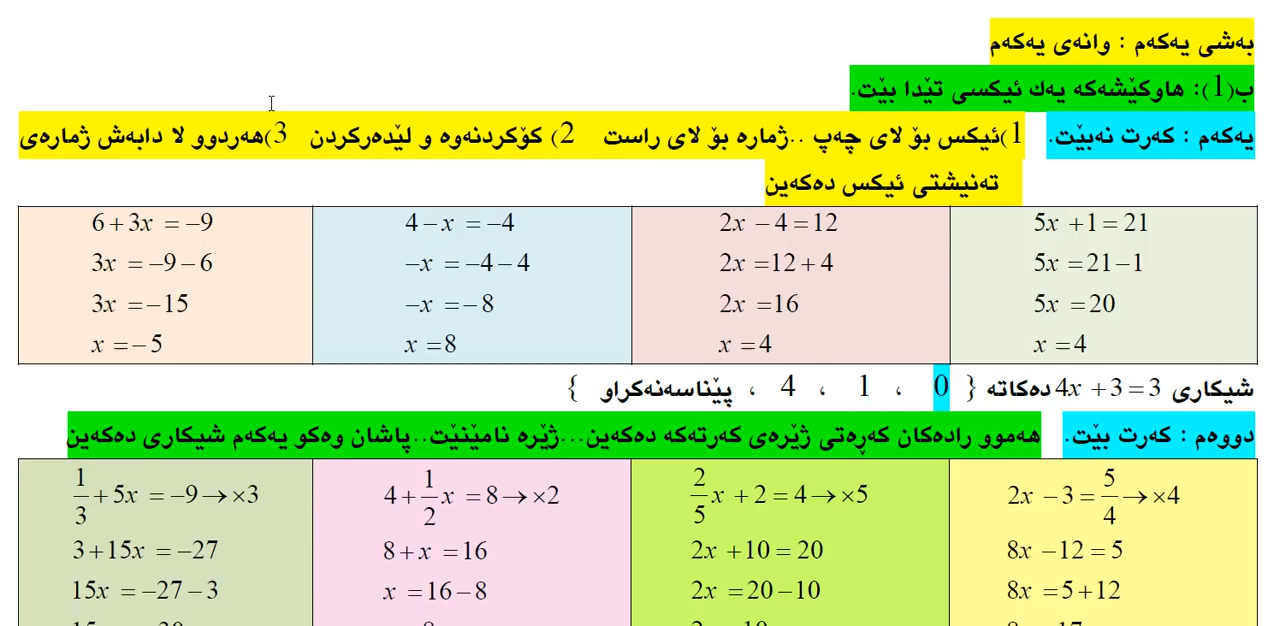 بەشی یەکەم : وانەی یەکەم
ب(1): هاوکێشەکە یەك ئیکسی تێدا بێت.
یەکەم : کەرت نەبێت. 1)ئیکس بۆ لای چەپ ..ژمارە بۆ لای راست 2) کۆکردنەوە و لێدەرکردن 3)هەردوو لا دابەش ژمارەی
تەنیشتی ئیکس دەکەین
6+3x =−9 4−x =−4 2x −4=12 5x +1=21
3x =−9−6 −x =−4−4 2x =12+4 5x =21−1
3x =−15 −x =−8 2x =16 5x =20
x =−5 x =8 x =4 x =4
شیکاری 4x +3=3 دەکاتە { 0 ، 1 ، 4 ، پێناسەنەکراو }
دووەم : کەرت بێت. هەموو رادەکان کەڕەتی ژێرەی کەرتەکە دەکەین...ژێرە نامێنێت..پاشان وەکو یەکەم شیکاری دەکەین
1/3+5x =−9→×3 4+1/2x =8→×2 2/5x +2=4→×5 2x −3=5/4→×4
3+15x =−27 8+x =16 2x +10=20 8x −12=5
15x =−27−3 x =16−8 2x =20−10 8x =5+12